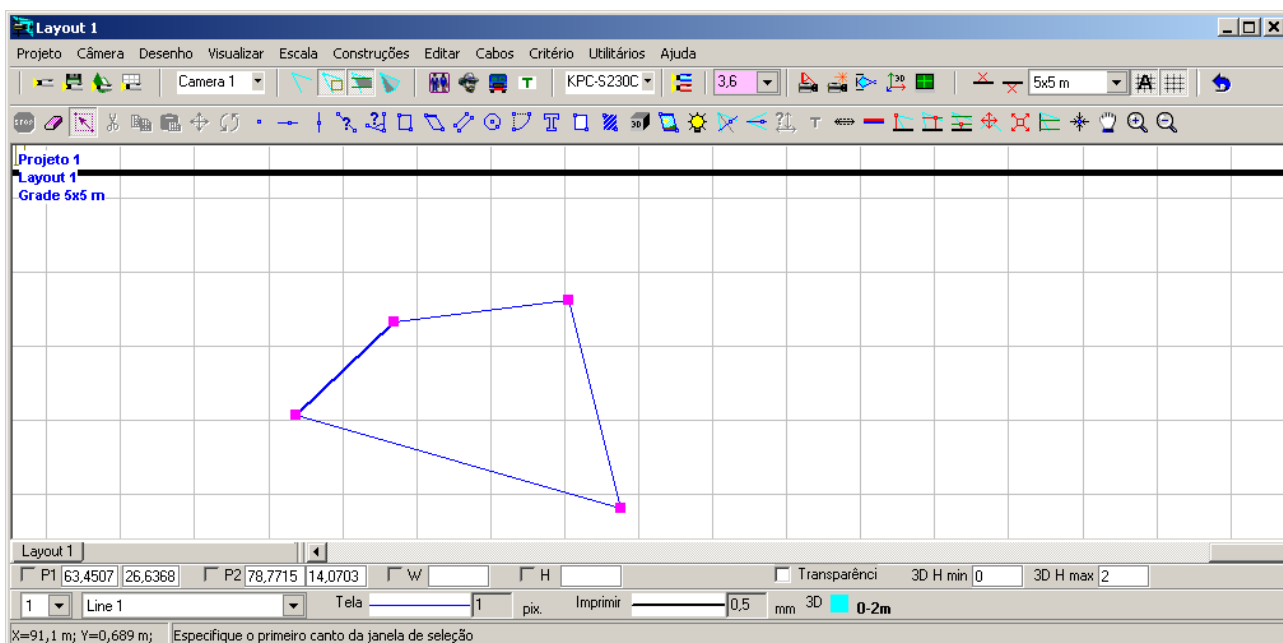 Layout 1
Projeto Câmera Desenho Visualizar Escala Construções Editar Cabos Critério Utilitários Ajuda
Camera 1 T KPC-S230C 3,6 3D 5x5 m A
STOP ? ? T 3D ? T
Projeto 1
Layout 1
Grade 5x5 m
Layout 1
P1 63,4507 26,6368 P2 78,7715 14,0703 W H Transparênci 3D H min 0 3D H max 2
1 Line 1 Tela 1 pix. Imprimir 0,5 mm 3D 0-2m
X=91,1 m; Y=0,689 m; Especifique o primeiro canto da janela de seleção